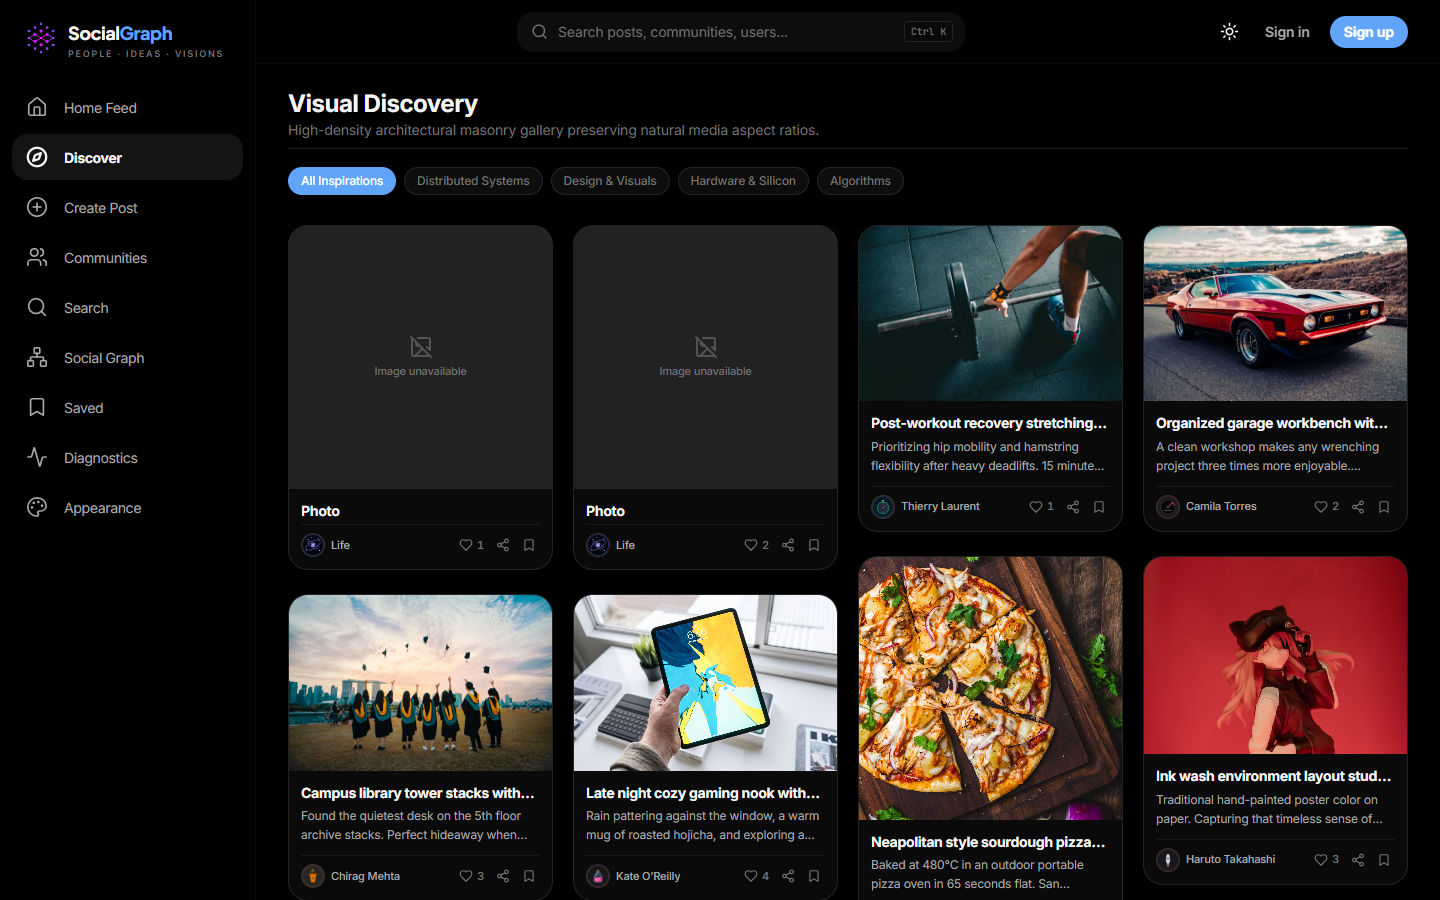 SocialGraph
PEOPLE · IDEAS · VISIONS
Search posts, communities, users...
Ctrl K
Sign in
Sign up
Home Feed
Discover
Create Post
Communities
Search
Social Graph
Saved
Diagnostics
Appearance
Visual Discovery
High-density architectural masonry gallery preserving natural media aspect ratios.
All Inspirations
Distributed Systems
Design & Visuals
Hardware & Silicon
Algorithms
Image unavailable
Photo
Life
1
Image unavailable
Photo
Life
2
Post-workout recovery stretching...
Prioritizing hip mobility and hamstring
flexibility after heavy deadlifts. 15 minute...
Thierry Laurent
1
Organized garage workbench wit...
A clean workshop makes any wrenching
project three times more enjoyable....
Camila Torres
2
Campus library tower stacks with...
Found the quietest desk on the 5th floor
archive stacks. Perfect hideaway when...
Chirag Mehta
3
Late night cozy gaming nook with...
Rain pattering against the window, a warm
mug of roasted hojicha, and exploring a...
Kate O'Reilly
4
Neapolitan style sourdough pizza...
Baked at 480°C in an outdoor portable
pizza oven in 65 seconds flat. San...
Ink wash environment layout stud...
Traditional hand-painted poster color on
paper. Capturing that timeless sense of...
Haruto Takahashi
3